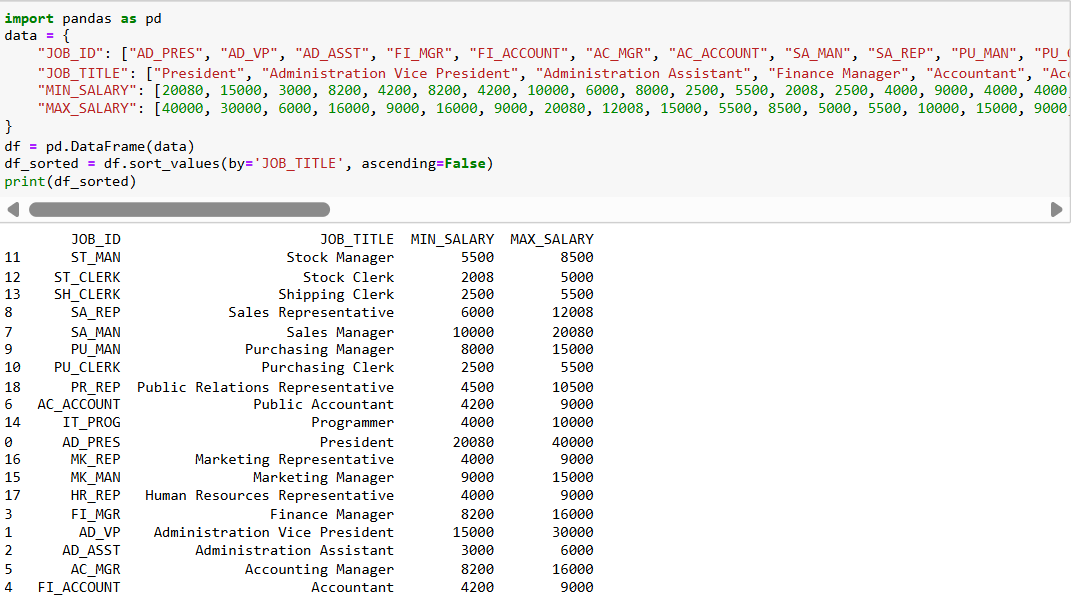 import pandas as pd
data = {
    "JOB_ID": ["AD_PRES", "AD_VP", "AD_ASST", "FI_MGR", "FI_ACCOUNT", "AC_MGR", "AC_ACCOUNT", "SA_MAN", "SA_REP", "PU_MAN", "PU_
    "JOB_TITLE": ["President", "Administration Vice President", "Administration Assistant", "Finance Manager", "Accountant", "Acc
    "MIN_SALARY": [20080, 15000, 3000, 8200, 4200, 8200, 4200, 10000, 6000, 8000, 2500, 5500, 2008, 2500, 4000, 9000, 4000, 4000,
    "MAX_SALARY": [40000, 30000, 6000, 16000, 9000, 16000, 9000, 20080, 12008, 15000, 5500, 8500, 5000, 5500, 10000, 15000, 9000,
}
df = pd.DataFrame(data)
df_sorted = df.sort_values(by='JOB_TITLE', ascending=False)
print(df_sorted)
        JOB_ID                        JOB_TITLE  MIN_SALARY  MAX_SALARY
11      ST_MAN                    Stock Manager        5500        8500
12    ST_CLERK                      Stock Clerk        2008        5000
13    SH_CLERK                   Shipping Clerk        2500        5500
8       SA_REP             Sales Representative        6000       12008
7       SA_MAN                    Sales Manager       10000       20080
9       PU_MAN               Purchasing Manager        8000       15000
10    PU_CLERK                 Purchasing Clerk        2500        5500
18      PR_REP  Public Relations Representative        4500       10500
6   AC_ACCOUNT                Public Accountant        4200        9000
14     IT_PROG                       Programmer        4000       10000
0      AD_PRES                        President       20080       40000
16      MK_REP         Marketing Representative        4000        9000
15      MK_MAN                Marketing Manager        9000       15000
17      HR_REP   Human Resources Representative        4000        9000
3       FI_MGR                  Finance Manager        8200       16000
1        AD_VP    Administration Vice President       15000       30000
2      AD_ASST         Administration Assistant        3000        6000
5       AC_MGR               Accounting Manager        8200       16000
4   FI_ACCOUNT                       Accountant        4200        9000